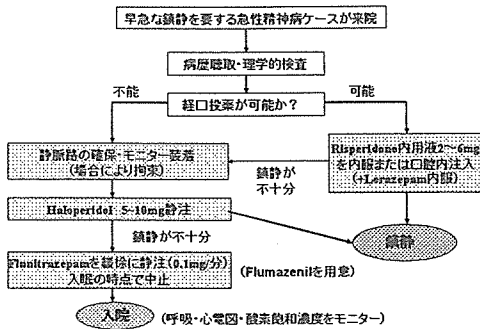 早急な鎮静を要する急性精神病ケースが来院
病歴聴取・理学的検査
不能
可能
経口投薬が可能か？
静脈路の確保・モニター装着
(場合により拘束)
鎮静が
不十分
Risperidone内用液2～6mg
を内服または口腔内注入
(+Lorazepam内服)
Haloperidol 5~10mg静注
鎮静
鎮静が不十分
Flunitrazepamを緩徐に静注(0.1mg/分)
入眠の時点で中止
(Flumazenilを用意)
入院
(呼吸・心電図・酸素飽和濃度をモニター)